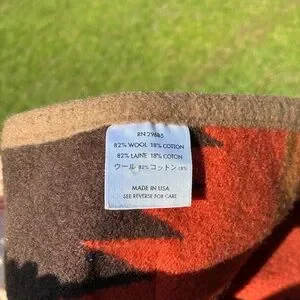 RN 29685
82% WOOL 18% COTTON
82% LAINE 18% COTON
ウール 82% コットン 18%
MADE IN USA
SEE REVERSE FOR CARE